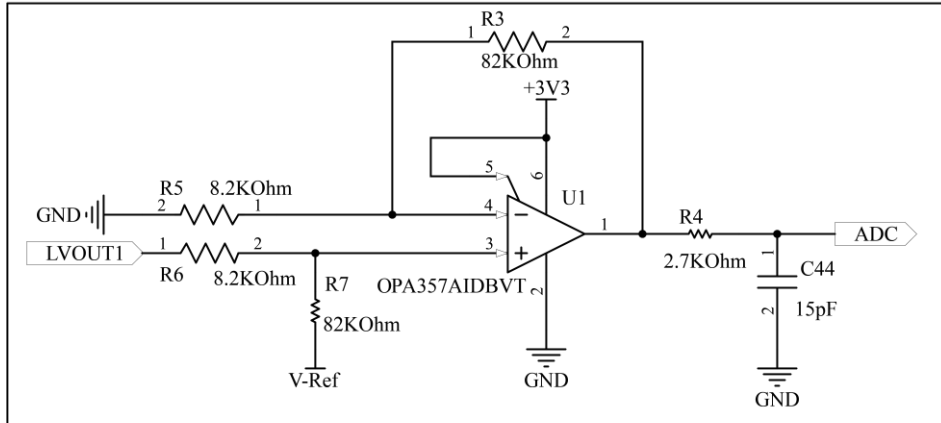 R3
1
2
82KOhm
+3V3
5
6
R5
8.2KOhm
U1
GND
2
1
4
1
R4
ADC
LVOUT1
1
2
3
R6
8.2KOhm
R7
OPA357AIDBVT
2
2.7KOhm
1
C44
82KOhm
2
15pF
V-Ref
GND
GND